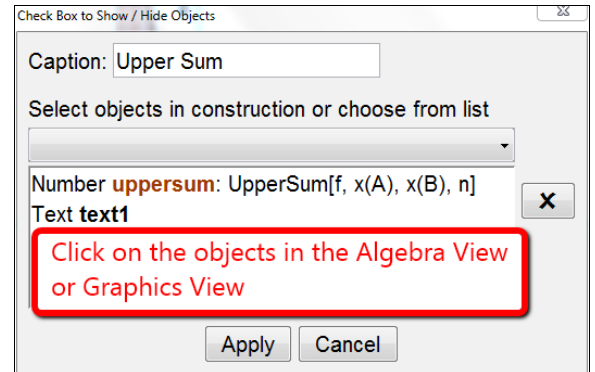 Check Box to Show / Hide Objects
Caption: Upper Sum
Select objects in construction or choose from list
Number uppersum: UpperSum[f, x(A), x(B), n]
Text text1
X
Click on the objects in the Algebra View
or Graphics View
Apply Cancel